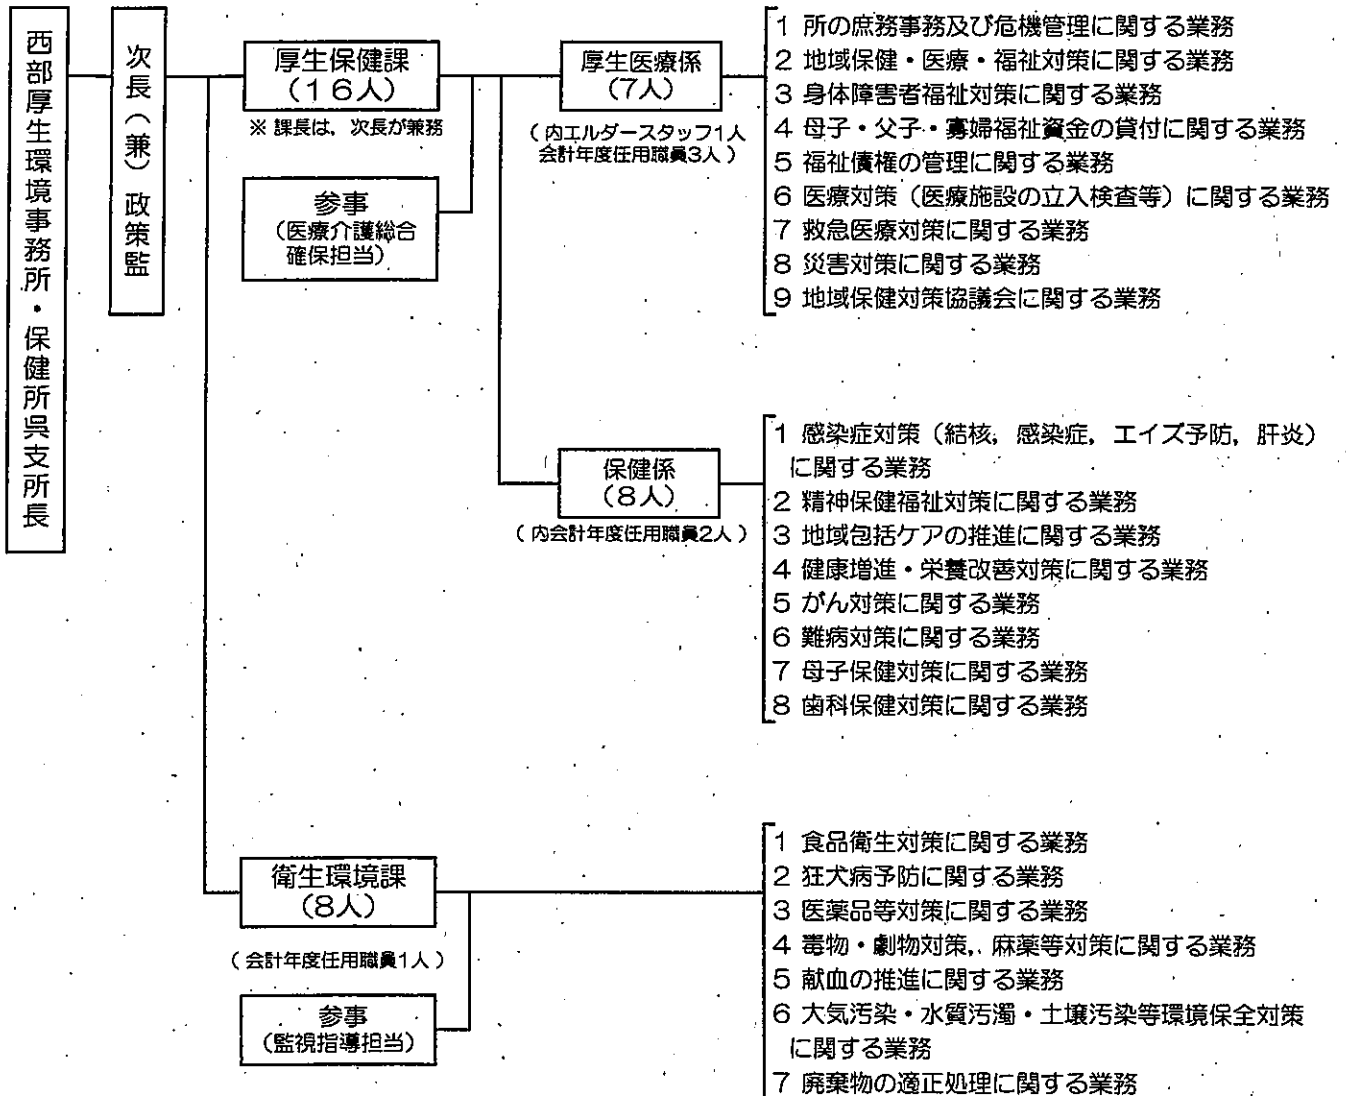 西部厚生環境事務所・保健所呉支所長
次長（兼）政策監
厚生保健課
（16人）
※ 課長は，次長が兼務
参事
（医療介護総合
確保担当）
厚生医療係
（7人）
（ 内エルダースタッフ1人
会計年度任用職員3人 ）
1 所の庶務事務及び危機管理に関する業務
2 地域保健・医療・福祉対策に関する業務
3 身体障害者福祉対策に関する業務
4 母子・父子・寡婦福祉資金の貸付に関する業務
5 福祉債権の管理に関する業務
6 医療対策（医療施設の立入検査等）に関する業務
7 救急医療対策に関する業務
8 災害対策に関する業務
9 地域保健対策協議会に関する業務
保健係
（8人）
（ 内会計年度任用職員2人 ）
1 感染症対策（結核，感染症，エイズ予防，肝炎）
に関する業務
2 精神保健福祉対策に関する業務
3 地域包括ケアの推進に関する業務
4 健康増進・栄養改善対策に関する業務
5 がん対策に関する業務
6 難病対策に関する業務
7 母子保健対策に関する業務
8 歯科保健対策に関する業務
衛生環境課
（8人）
（ 会計年度任用職員1人 ）
参事
（監視指導担当）
1 食品衛生対策に関する業務
2 狂犬病予防に関する業務
3 医薬品等対策に関する業務
4 毒物・劇物対策，麻薬等対策に関する業務
5 献血の推進に関する業務
6 大気汚染・水質汚濁・土壌汚染等環境保全対策
に関する業務
7 廃棄物の適正処理に関する業務